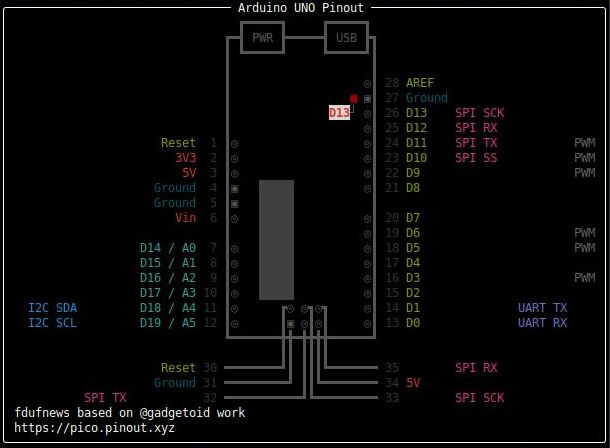 Arduino UNO Pinout
PWR USB
28 AREF
27 Ground
D13 26 D13 SPI SCK
25 D12 SPI RX
Reset 1 24 D11 SPI TX PWM
3V3 2 23 D10 SPI SS PWM
5V 3 22 D9 PWM
Ground 4 21 D8
Ground 5
Vin 6 20 D7
19 D6 PWM
D14 / A0 7 18 D5 PWM
D15 / A1 8 17 D4
D16 / A2 9 16 D3 PWM
D17 / A3 10 15 D2
I2C SDA D18 / A4 11 14 D1 UART TX
I2C SCL D19 / A5 12 13 D0 UART RX
Reset 30 35 SPI RX
Ground 31 34 5V
SPI TX 32 33 SPI SCK
fdufnews based on @gadgetoid work
https://pico.pinout.xyz